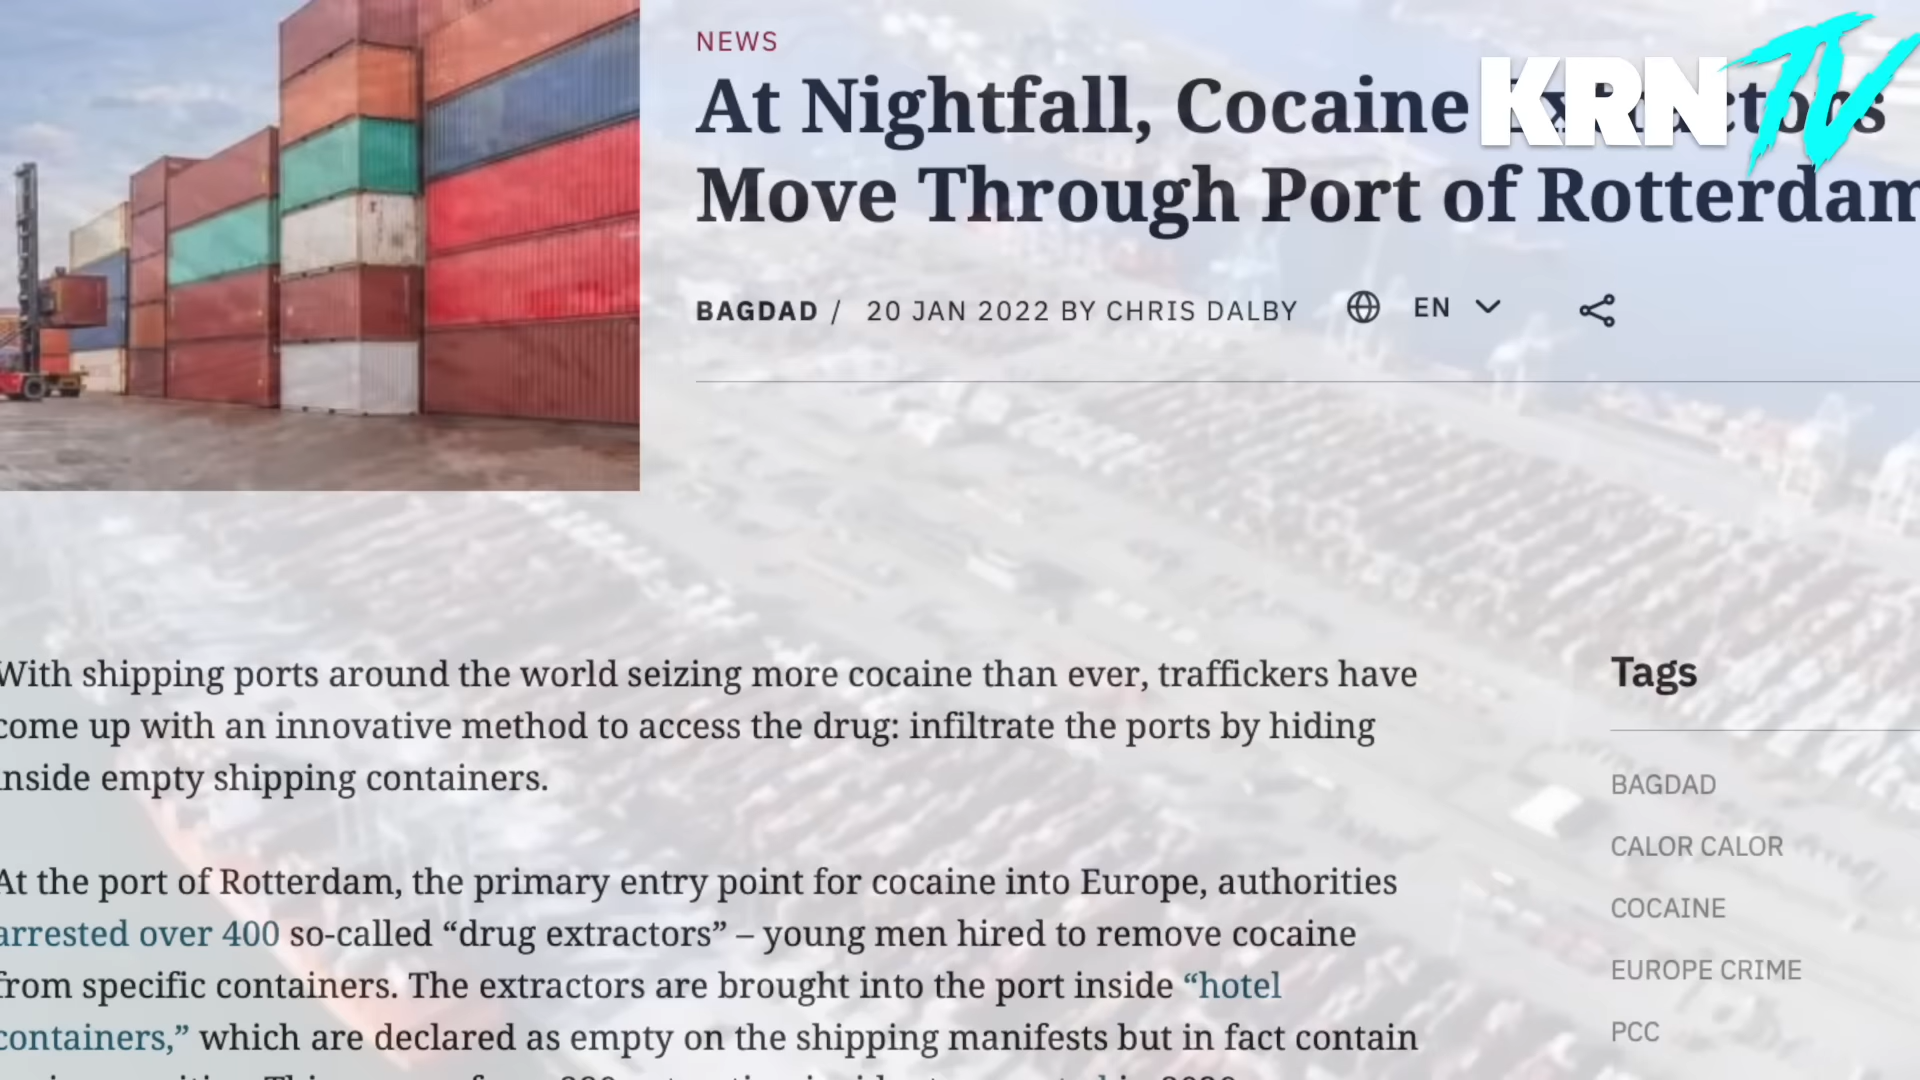 NEWS
At Nightfall, Cocaine Extractors
Move Through Port of Rotterdam
KRN TV
BAGDAD / 20 JAN 2022 BY CHRIS DALBY EN
With shipping ports around the world seizing more cocaine than ever, traffickers have
come up with an innovative method to access the drug: infiltrate the ports by hiding
inside empty shipping containers.
At the port of Rotterdam, the primary entry point for cocaine into Europe, authorities
arrested over 400 so-called “drug extractors” – young men hired to remove cocaine
from specific containers. The extractors are brought into the port inside “hotel
containers,” which are declared as empty on the shipping manifests but in fact contain
Tags
BAGDAD
CALOR CALOR
COCAINE
EUROPE CRIME
PCC